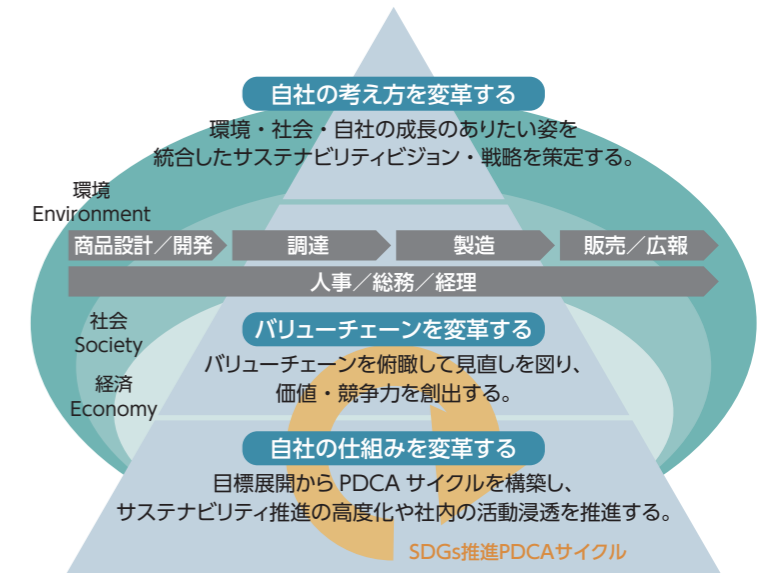 自社の考え方を変革する
環境・社会・自社の成長のありたい姿を
統合したサステナビリティビジョン・戦略を策定する。
環境
Environment
商品設計／開発
調達
製造
販売／広報
人事／総務／経理
社会
Society
バリューチェーンを変革する
バリューチェーンを俯瞰して見直しを図り、
価値・競争力を創出する。
経済
Economy
自社の仕組みを変革する
目標展開から PDCA サイクルを構築し、
サステナビリティ推進の高度化や社内の活動浸透を推進する。
SDGs推進PDCAサイクル